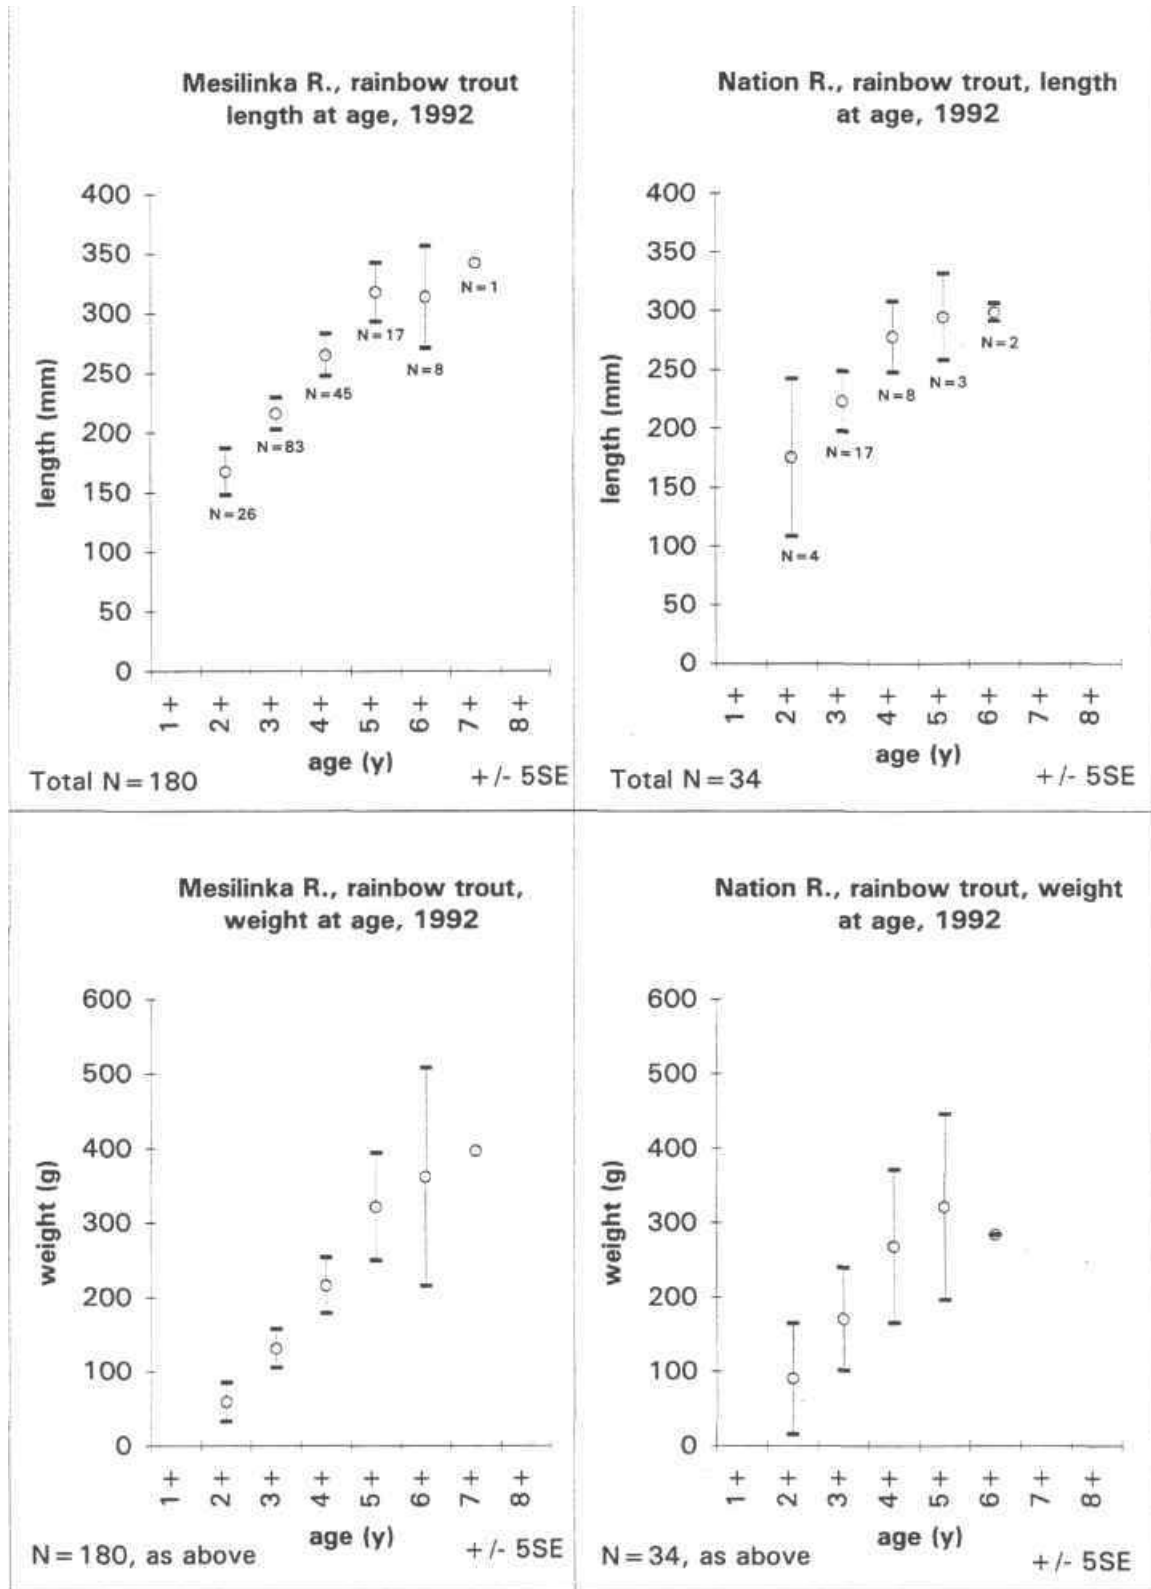 Mesilinka R., rainbow trout
length at age, 1992
400
350
300
250
200
150
100
50
0
length (mm)
N=26
N=83
N=45
N=17
N=8
N=1
1+
2+
3+
4+
5+
6+
7+
8+
age (y)
Total N=180
+/- 5SE
Nation R., rainbow trout, length
at age, 1992
400
350
300
250
200
150
100
50
0
length (mm)
N=4
N=17
N=8
N=3
N=2
1+
2+
3+
4+
5+
6+
7+
8+
age (y)
Total N=34
+/- 5SE
Mesilinka R., rainbow trout,
weight at age, 1992
600
500
400
300
200
100
0
weight (g)
1+
2+
3+
4+
5+
6+
7+
8+
age (y)
N=180, as above
+/- 5SE
Nation R., rainbow trout, weight
at age, 1992
600
500
400
300
200
100
0
weight (g)
1+
2+
3+
4+
5+
6+
7+
8+
age (y)
N=34, as above
+/- 5SE